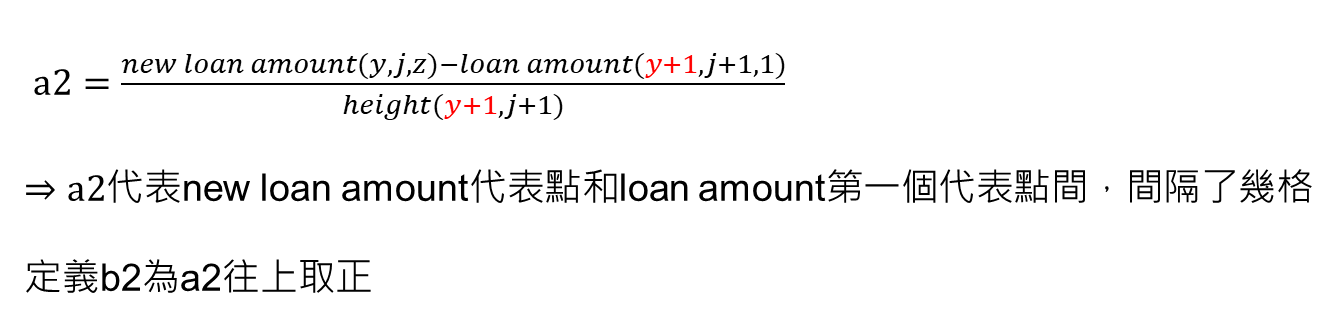 a2 = \frac{new loan amount(y,j,z)−loan amount(y+1,j+1,1)}{height(y+1,j+1)}
⇒ a2代表new loan amount代表點和loan amount第一個代表點間，間隔了幾格
定義b2為a2往上取正